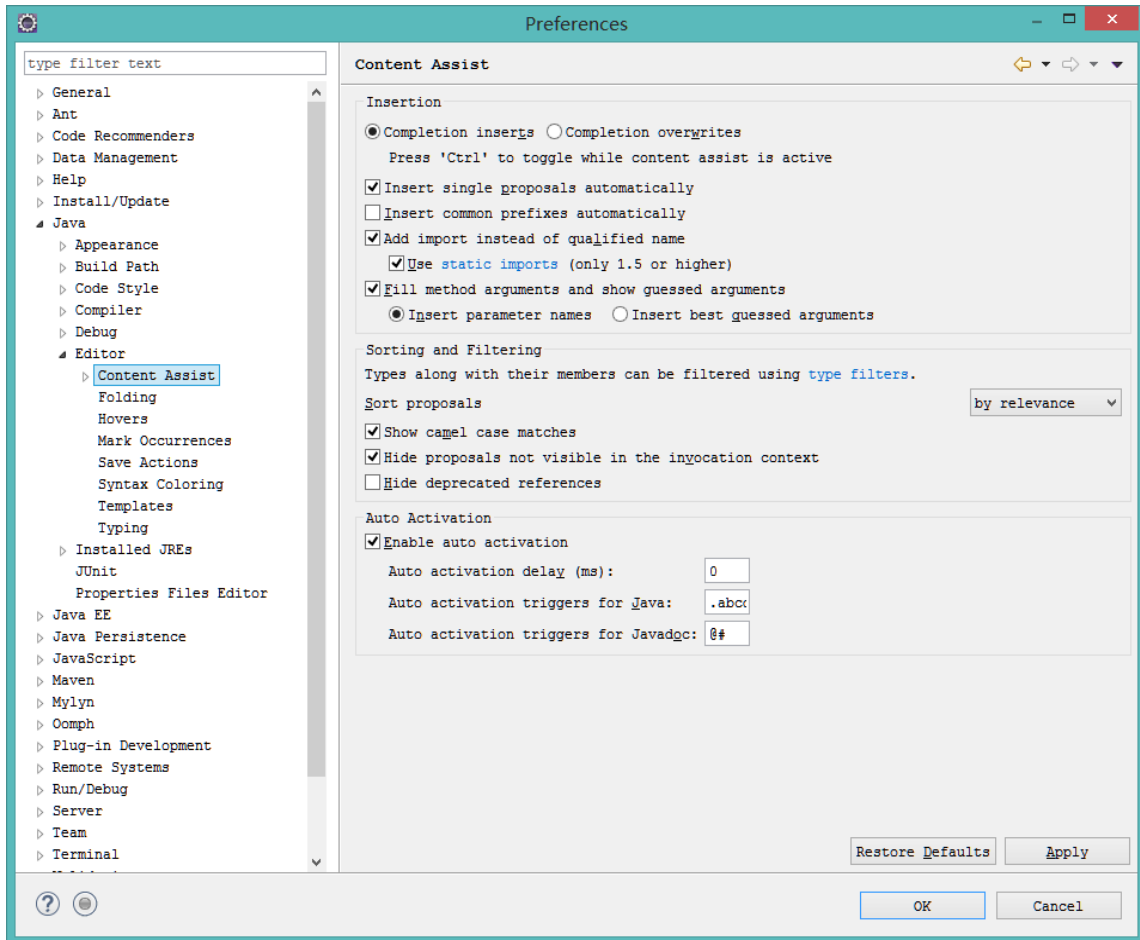 Preferences
type filter text
General
Ant
Code Recommenders
Data Management
Help
Install/Update
Java
Appearance
Build Path
Code Style
Compiler
Debug
Editor
Content Assist
Folding
Hovers
Mark Occurrences
Save Actions
Syntax Coloring
Templates
Typing
Installed JREs
JUnit
Properties Files Editor
Java EE
Java Persistence
JavaScript
Maven
Mylyn
Oomph
Plug-in Development
Remote Systems
Run/Debug
Server
Team
Terminal
Content Assist
Insertion
Completion inserts Completion overwrites
Press 'Ctrl' to toggle while content assist is active
Insert single proposals automatically
Insert common prefixes automatically
Add import instead of qualified name
Use static imports (only 1.5 or higher)
Fill method arguments and show guessed arguments
Insert parameter names Insert best guessed arguments
Sorting and Filtering
Types along with their members can be filtered using type filters.
Sort proposals by relevance
Show camel case matches
Hide proposals not visible in the invocation context
Hide deprecated references
Auto Activation
Enable auto activation
Auto activation delay (ms): 0
Auto activation triggers for Java: .abc
Auto activation triggers for Javadoc: @#
Restore Defaults Apply
OK Cancel